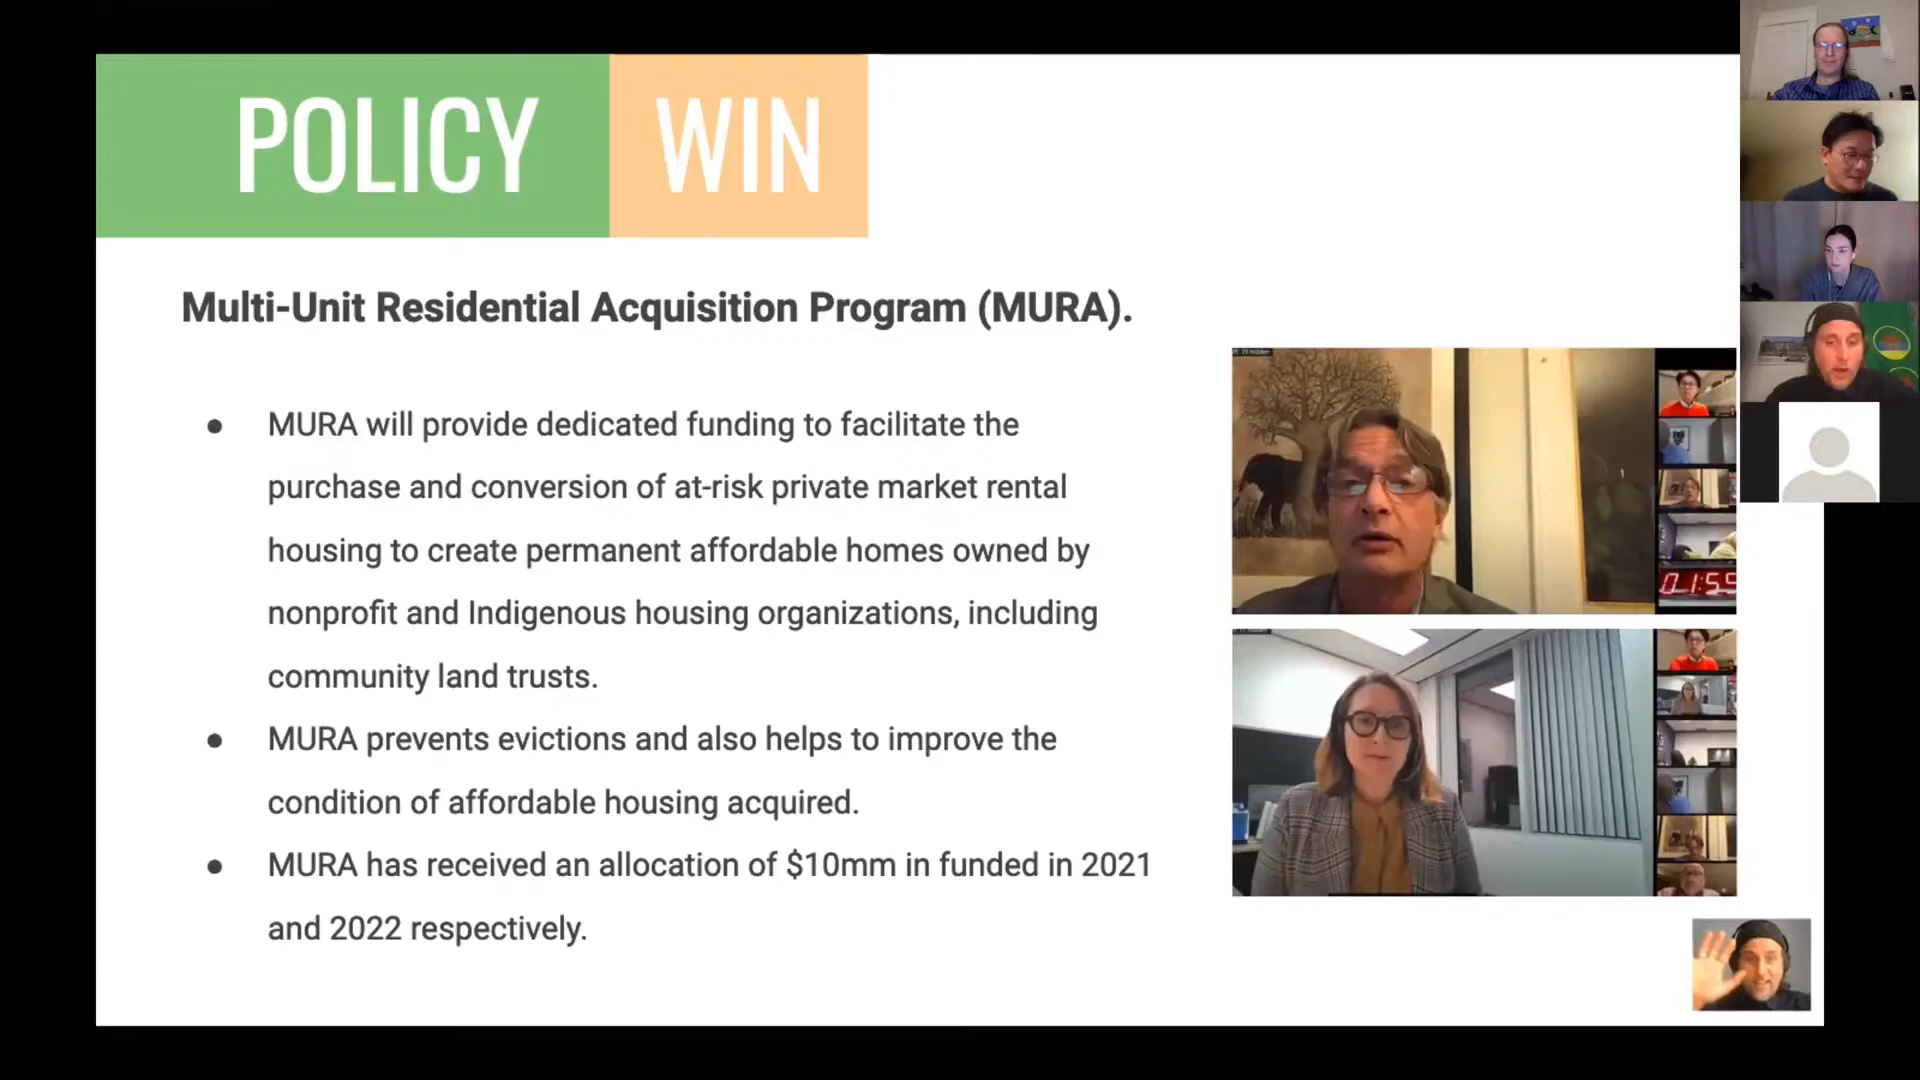 POLICY WIN
Multi-Unit Residential Acquisition Program (MURA).
● MURA will provide dedicated funding to facilitate the
purchase and conversion of at-risk private market rental
housing to create permanent affordable homes owned by
nonprofit and Indigenous housing organizations, including
community land trusts.
● MURA prevents evictions and also helps to improve the
condition of affordable housing acquired.
● MURA has received an allocation of $10mm in funded in 2021
and 2022 respectively.
01:55